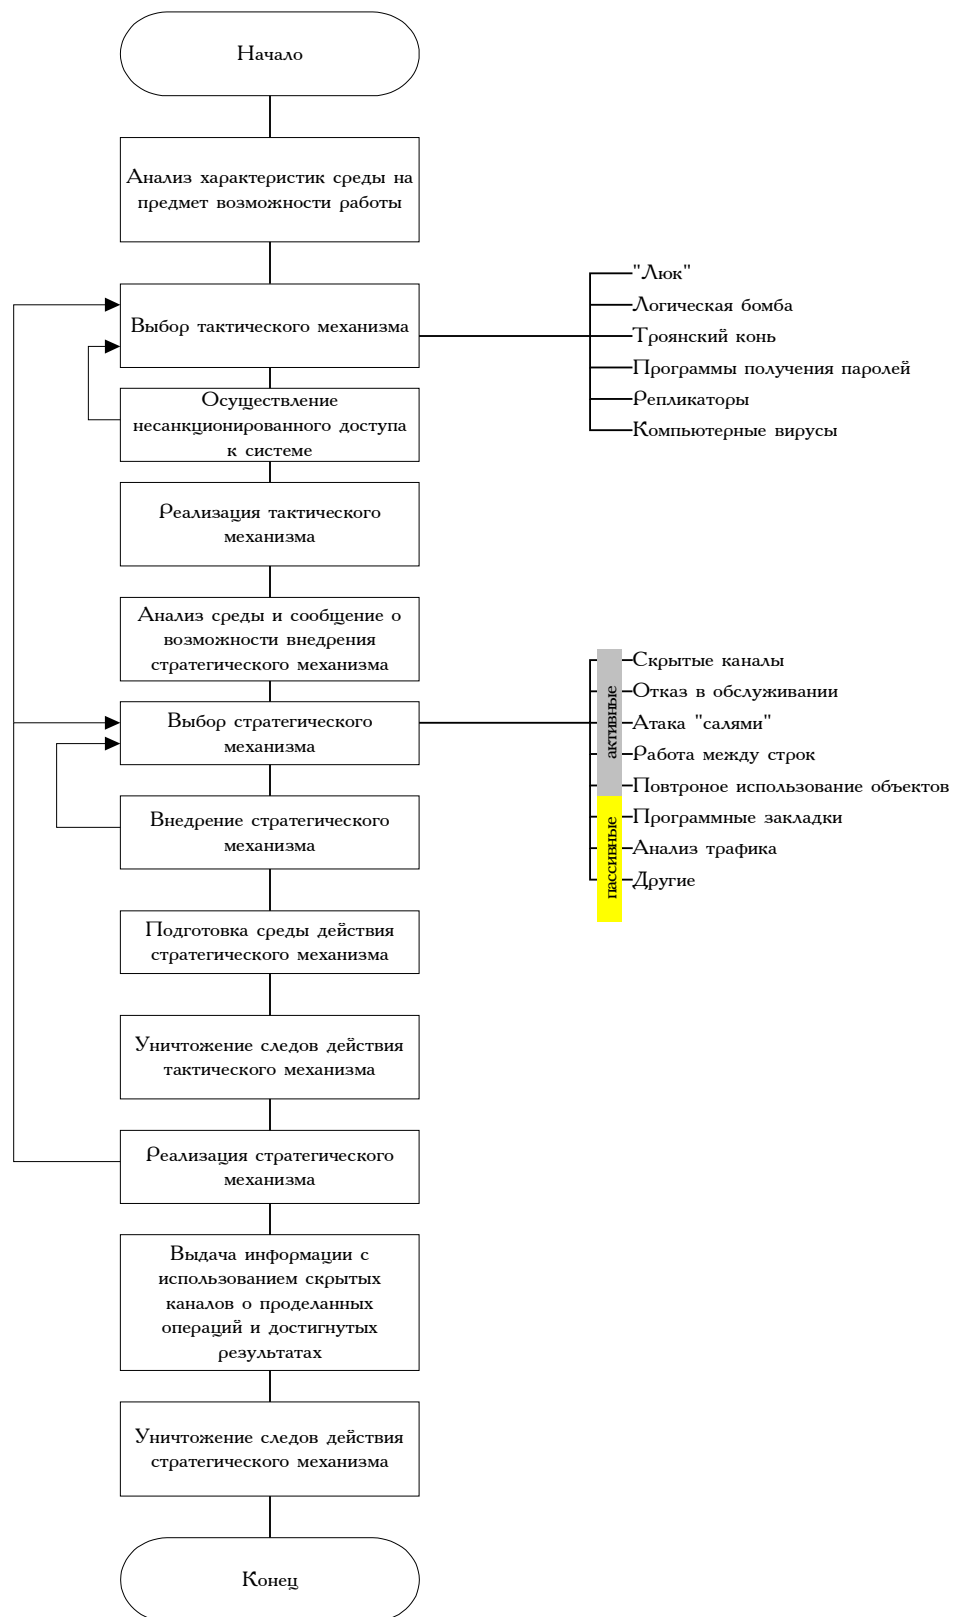 Начало
Анализ характеристик среды на
предмет возможности работы
Выбор тактического механизма
"Люк"
Логическая бомба
Троянский конь
Программы получения паролей
Репликаторы
Компьютерные вирусы
Осуществление
несанкционированного доступа
к системе
Реализация тактического
механизма
Анализ среды и сообщение о
возможности внедрения
стратегического механизма
Выбор стратегического
механизма
активные
Скрытые каналы
Отказ в обслуживании
Атака "салями"
Работа между строк
Повтроное использование объектов
пассивные
Программные закладки
Анализ трафика
Другие
Внедрение стратегического
механизма
Подготовка среды действия
стратегического механизма
Уничтожение следов действия
тактического механизма
Реализация стратегического
механизма
Выдача информации с
использованием скрытых
каналов о проделанных
операций и достигнутых
результатах
Уничтожение следов действия
стратегического механизма
Конец